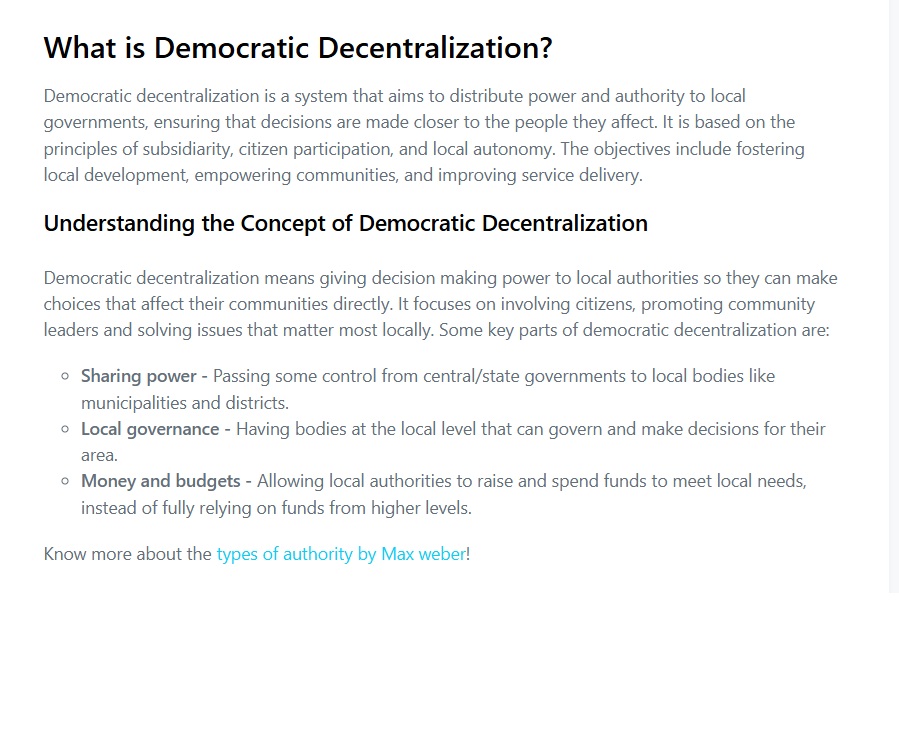 What is Democratic Decentralization?
Democratic decentralization is a system that aims to distribute power and authority to local
governments, ensuring that decisions are made closer to the people they affect. It is based on the
principles of subsidiarity, citizen participation, and local autonomy. The objectives include fostering
local development, empowering communities, and improving service delivery.
Understanding the Concept of Democratic Decentralization
Democratic decentralization means giving decision making power to local authorities so they can make
choices that affect their communities directly. It focuses on involving citizens, promoting community
leaders and solving issues that matter most locally. Some key parts of democratic decentralization are:
Sharing power - Passing some control from central/state governments to local bodies like
municipalities and districts.
Local governance - Having bodies at the local level that can govern and make decisions for their
area.
Money and budgets - Allowing local authorities to raise and spend funds to meet local needs,
instead of fully relying on funds from higher levels.
Know more about the types of authority by Max weber!